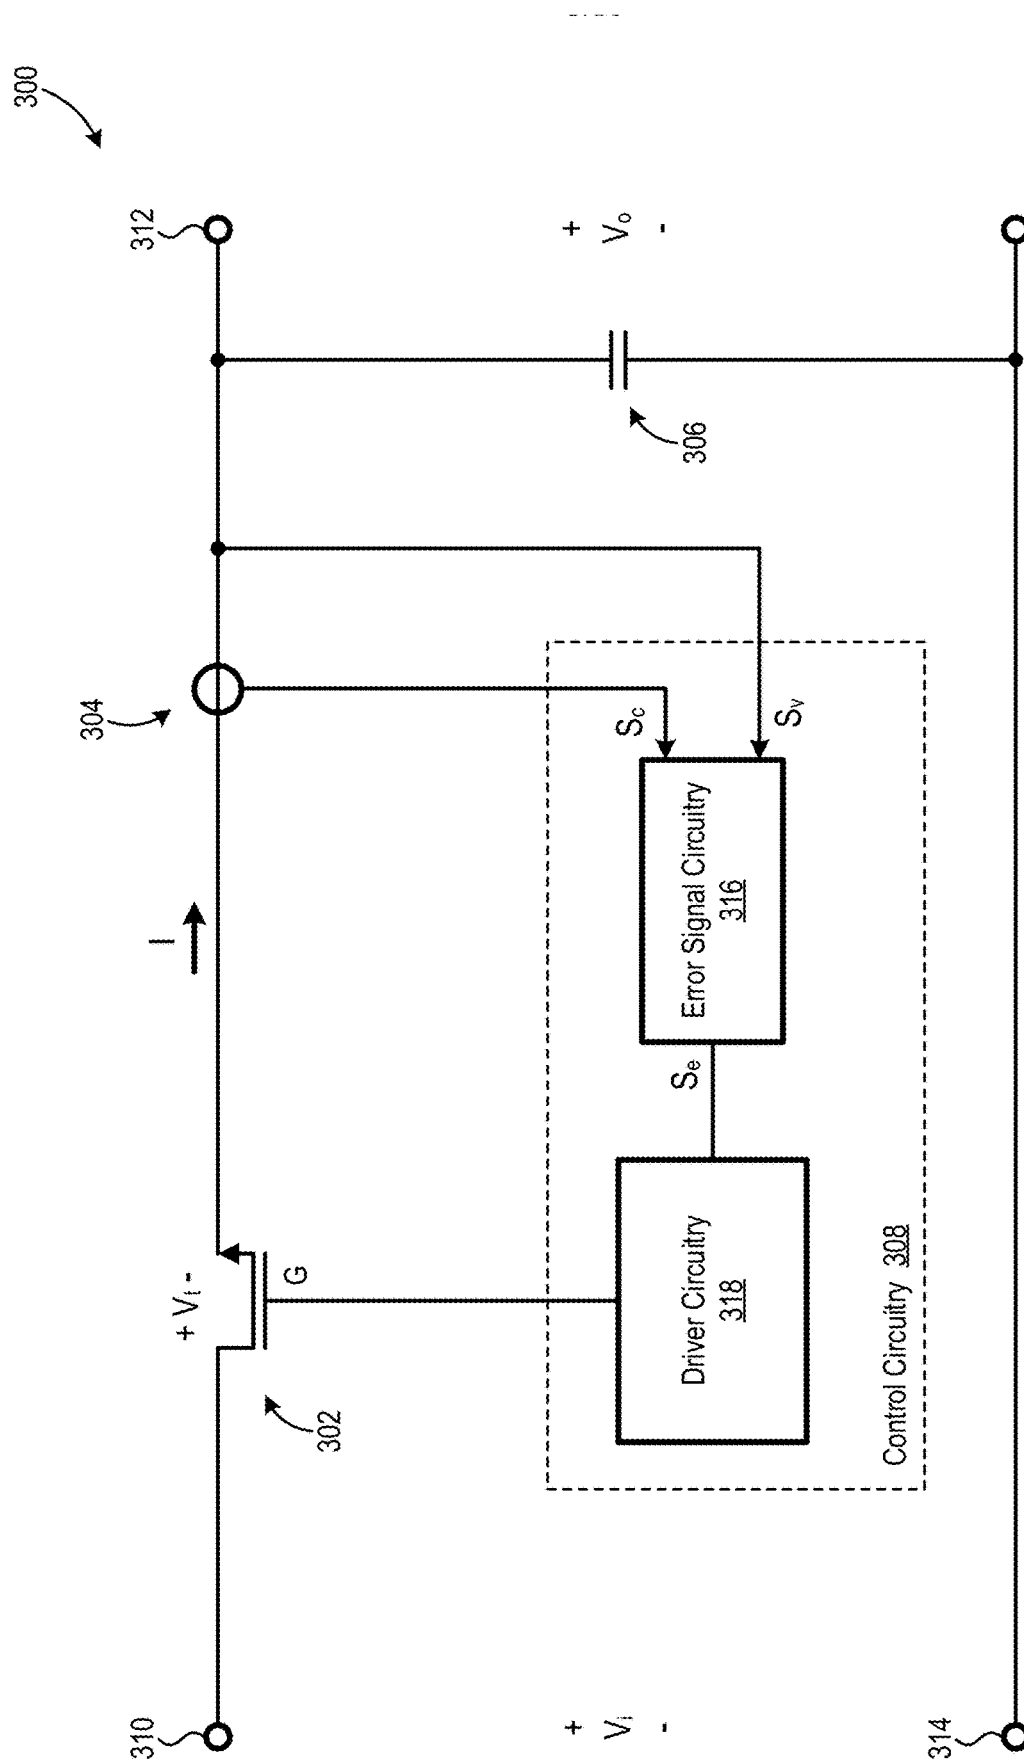 300
310
+ Vt -
302
G
I
304
312
+
Vi
-
Sc
Sv
Se
Driver Circuitry
318
Error Signal Circuitry
316
Control Circuitry 308
306
+
Vo
-
314